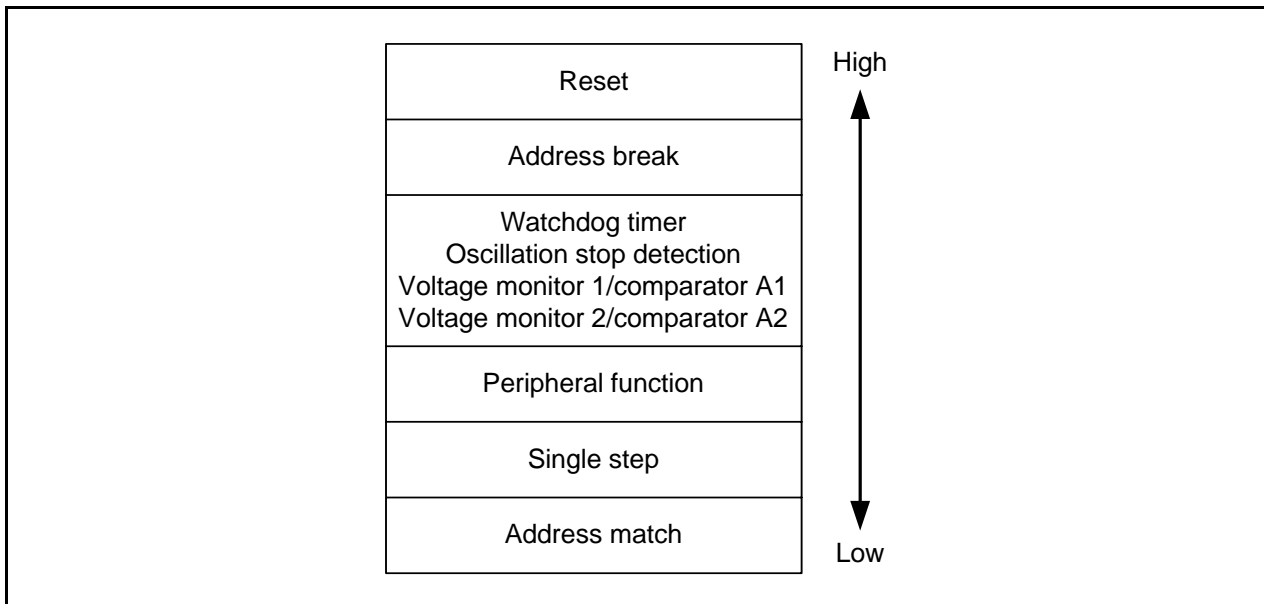 Reset
High
Address break
Watchdog timer
Oscillation stop detection
Voltage monitor 1/comparator A1
Voltage monitor 2/comparator A2
Peripheral function
Single step
Address match
Low